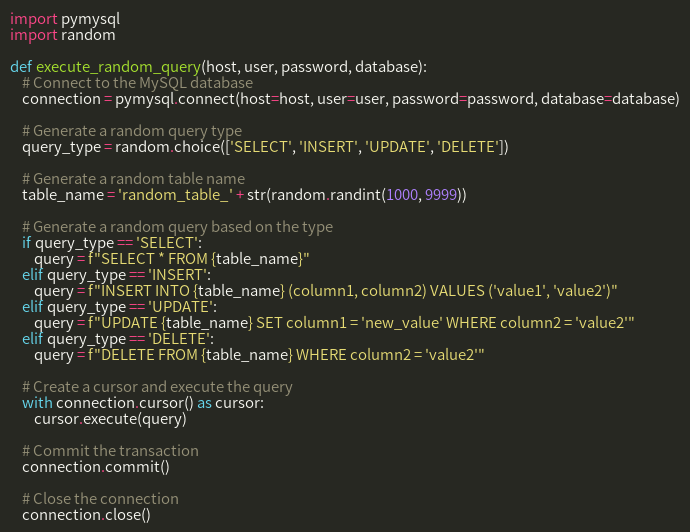 import pymysql
import random

def execute_random_query(host, user, password, database):
    # Connect to the MySQL database
    connection = pymysql.connect(host=host, user=user, password=password, database=database)

    # Generate a random query type
    query_type = random.choice(['SELECT', 'INSERT', 'UPDATE', 'DELETE'])

    # Generate a random table name
    table_name = 'random_table_' + str(random.randint(1000, 9999))

    # Generate a random query based on the type
    if query_type == 'SELECT':
        query = f"SELECT * FROM {table_name}"
    elif query_type == 'INSERT':
        query = f"INSERT INTO {table_name} (column1, column2) VALUES ('value1', 'value2')"
    elif query_type == 'UPDATE':
        query = f"UPDATE {table_name} SET column1 = 'new_value' WHERE column2 = 'value2'"
    elif query_type == 'DELETE':
        query = f"DELETE FROM {table_name} WHERE column2 = 'value2'"

    # Create a cursor and execute the query
    with connection.cursor() as cursor:
        cursor.execute(query)

    # Commit the transaction
    connection.commit()

    # Close the connection
    connection.close()